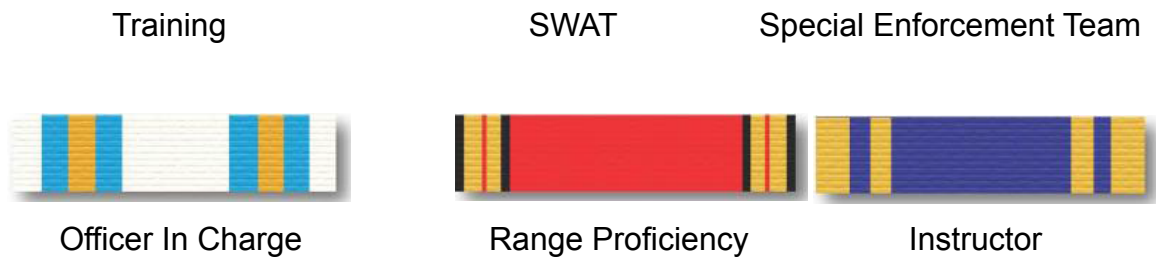 Training SWAT Special Enforcement Team
Officer In Charge Range Proficiency Instructor